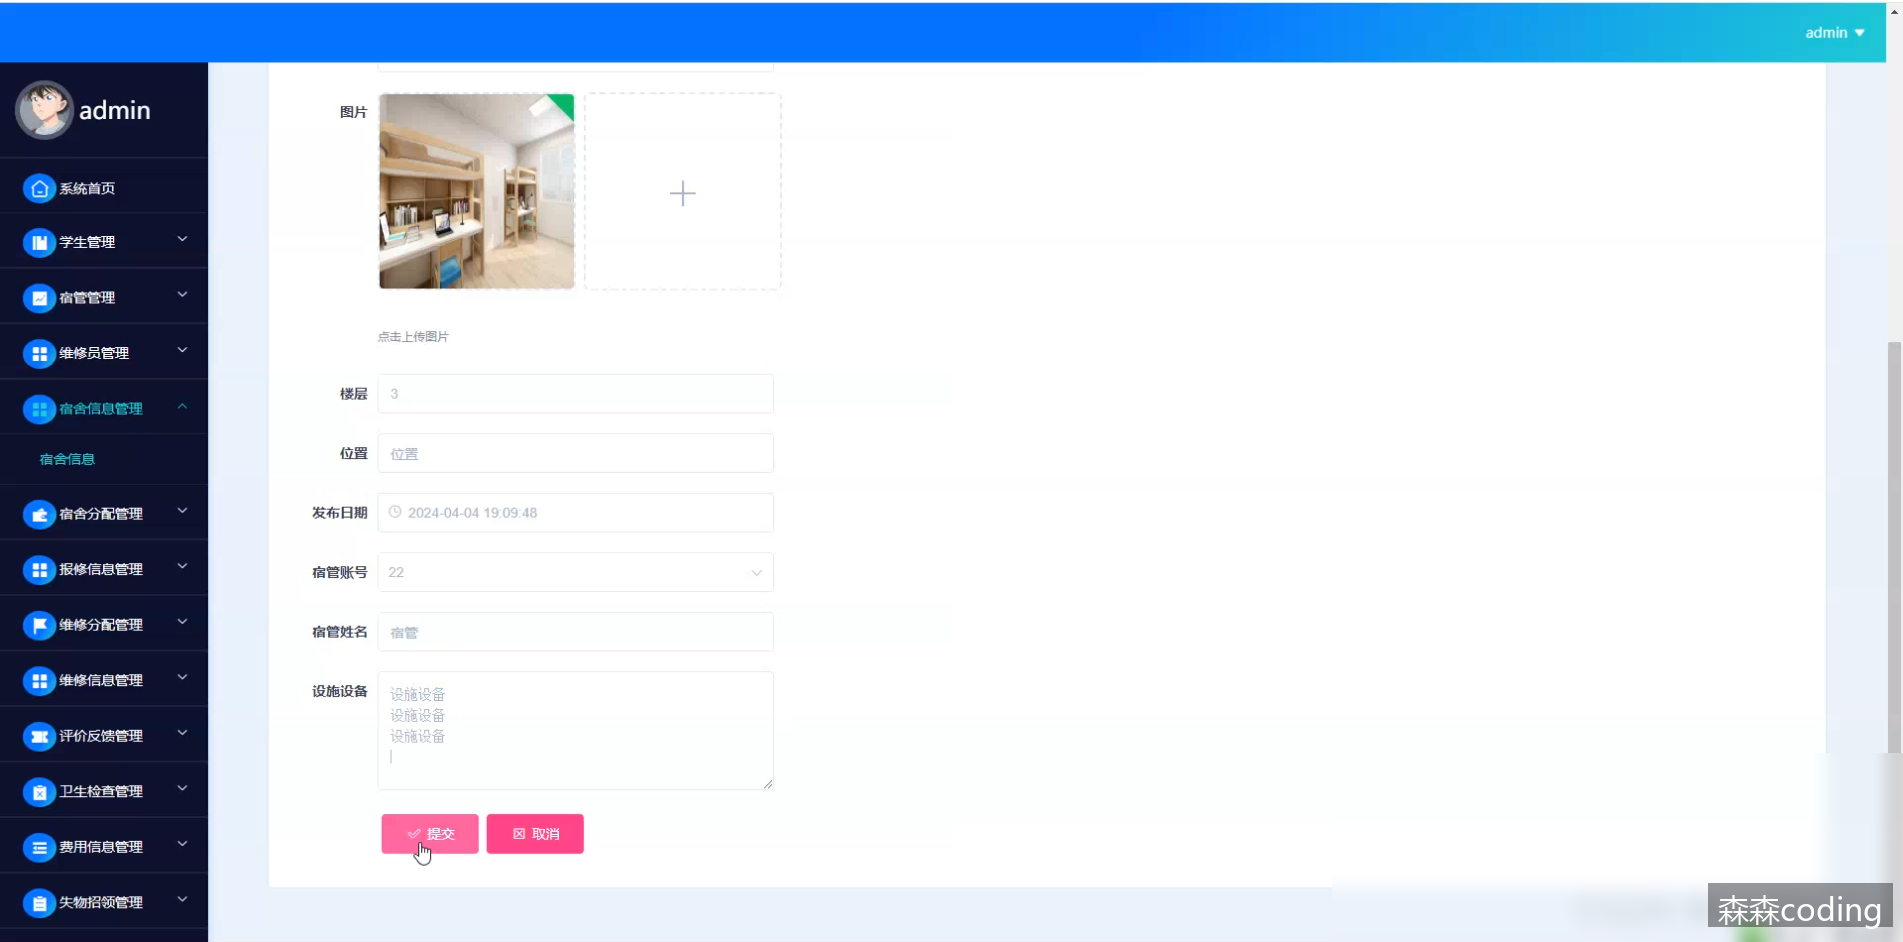 admin
admin
系统首页
学生管理
宿管管理
维修员管理
宿舍信息管理
宿舍信息
宿舍分配管理
报修信息管理
维修分配管理
维修信息管理
评价反馈管理
卫生检查管理
费用信息管理
失物招领管理
图片
点击上传图片
楼层 3
位置 位置
发布日期 2024-04-04 19:09:48
宿管账号 22
宿管姓名 宿管
设施设备 设施设备
设施设备
设施设备
提交 取消
森森coding